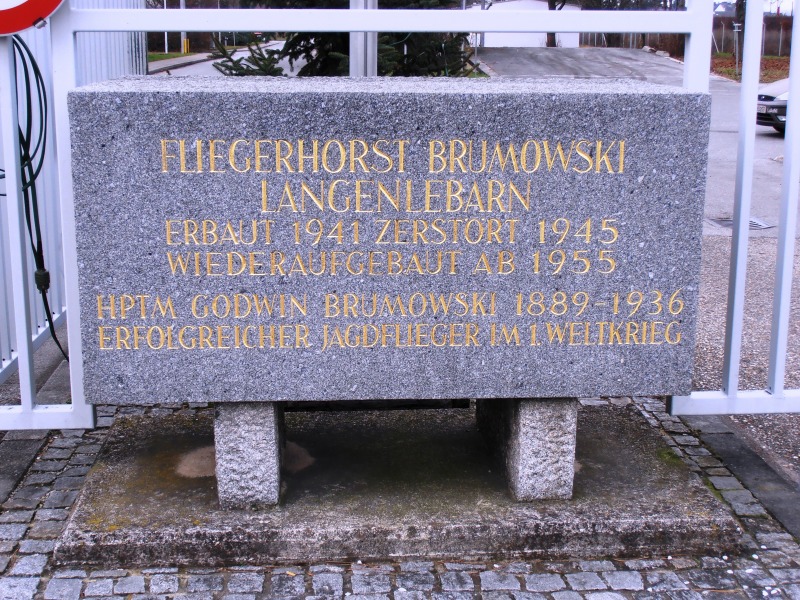 FLIEGERHORST BRUMOWSKI
LANGENLEBARN
ERBAUT 1941 ZERSTÖRT 1945
WIEDERAUFGEBAUT AB 1955
HPTM GODWIN BRUMOWSKI 1889-1936
ERFOLGREICHER JAGDFLIEGER IM 1. WELTKRIEG